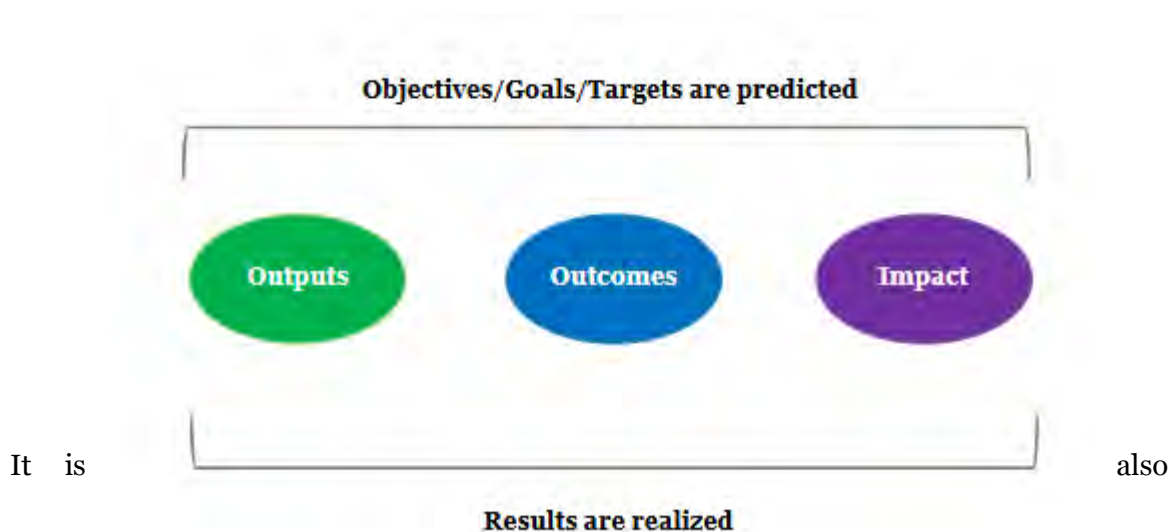 Objectives/Goals/Targets are predicted
Outputs Outcomes Impact
It is also
Results are realized